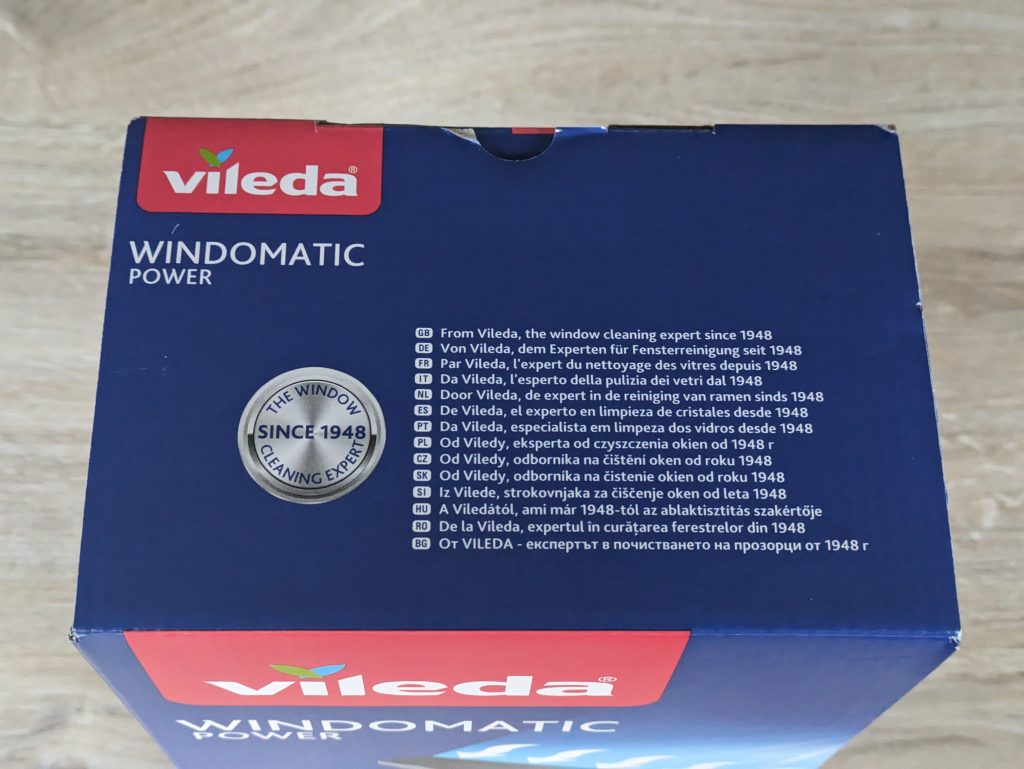 vileda®
WINDOMATIC
POWER
THE WINDOW
SINCE 1948
CLEANING EXPERT
GB From Vileda, the window cleaning expert since 1948
DE Von Vileda, dem Experten für Fensterreinigung seit 1948
FR Par Vileda, l'expert du nettoyage des vitres depuis 1948
IT Da Vileda, l'esperto della pulizia dei vetri dal 1948
NL Door Vileda, de expert in de reiniging van ramen sinds 1948
ES De Vileda, el experto en limpieza de cristales desde 1948
PT Da Vileda, especialista em limpeza dos vidros desde 1948
PL Od Viledy, eksperta od czyszczenia okien od 1948 r
CZ Od Viledy, odborníka na čištění oken od roku 1948
SK Od Viledy, odborníka na čistenie okien od roku 1948
SI Iz Vilede, strokovnjaka za čiščenje oken od leta 1948
HU A Viledától, ami már 1948-tól az ablaktisztítás szakértője
RO De la Vileda, expertul în curățarea ferestrelor din 1948
BG От VILEDA - експертът в почистването на прозорци от 1948 г
vileda®
WINDOMATIC
POWER